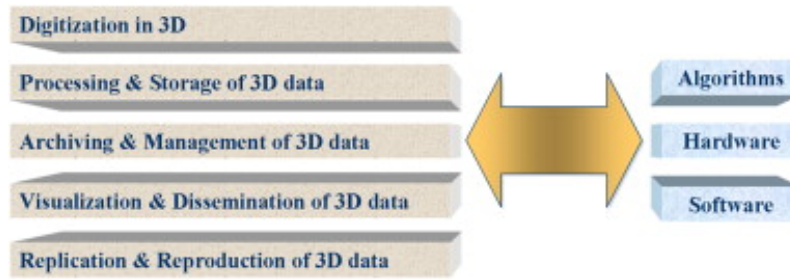 Digitization in 3D
Processing & Storage of 3D data
Archiving & Management of 3D data
Visualization & Dissemination of 3D data
Replication & Reproduction of 3D data
Algorithms
Hardware
Software